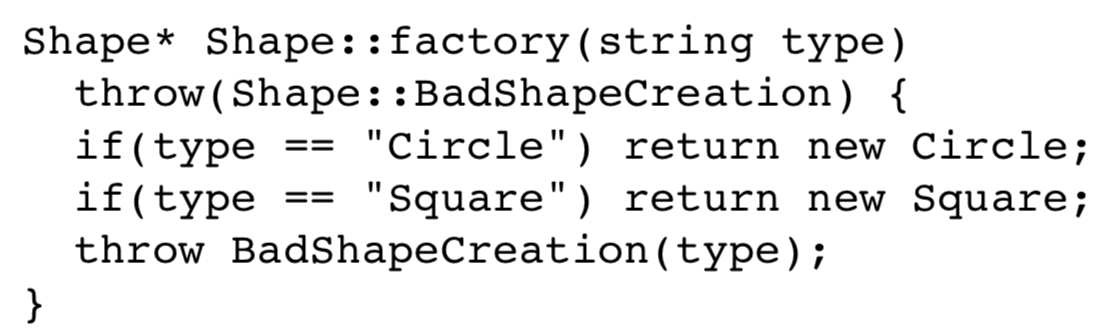 Shape* Shape::factory(string type)
  throw(Shape::BadShapeCreation) {
  if(type == "Circle") return new Circle;
  if(type == "Square") return new Square;
  throw BadShapeCreation(type);
}